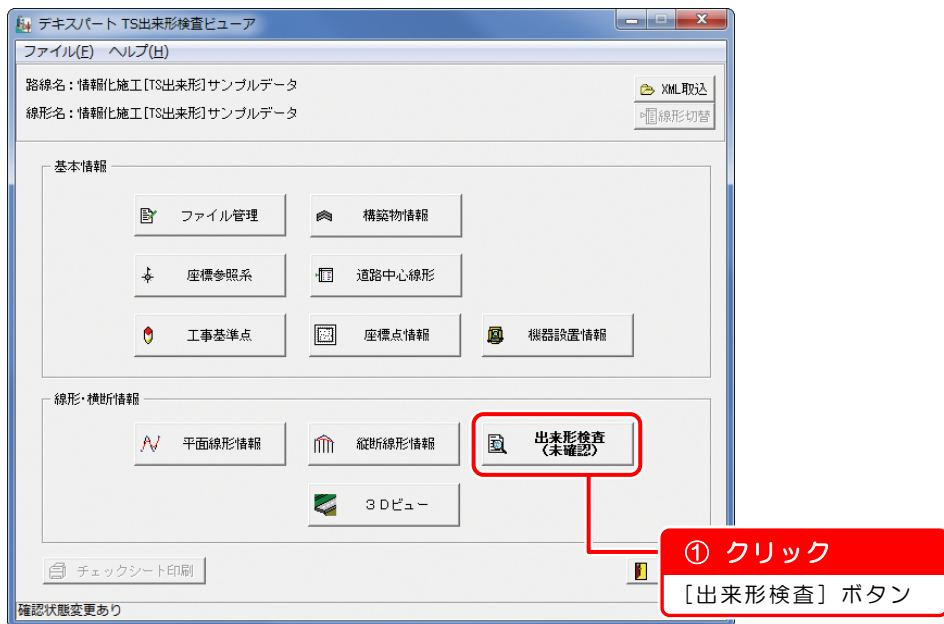 デキスパート TS出来形検査ビューア
ファイル(F) ヘルプ(H)
路線名：情報化施工[TS出来形]サンプルデータ
XML取込
線形名：情報化施工[TS出来形]サンプルデータ
線形切替
基本情報
ファイル管理
構築物情報
座標参照系
道路中心線形
工事基準点
座標点情報
機器設置情報
線形・横断情報
平面線形情報
縦断線形情報
出来形検査
(未確認)
3Dビュー
チェックシート印刷
確認状態変更あり
① クリック
[出来形検査] ボタン